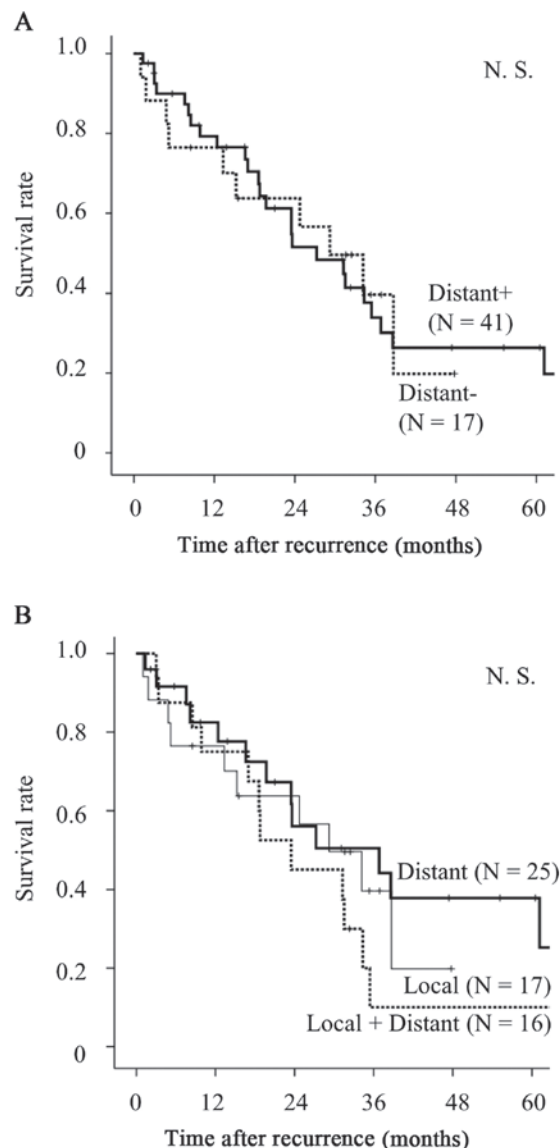 A
1.0
N. S.
0.8
0.6
Survival rate
0.4
Distant+
(N = 41)
0.2
Distant-
(N = 17)
0
0 12 24 36 48 60
Time after recurrence (months)
B
1.0
N. S.
0.8
0.6
Survival rate
0.4
Distant (N = 25)
0.2
Local (N = 17)
Local + Distant (N = 16)
0
0 12 24 36 48 60
Time after recurrence (months)